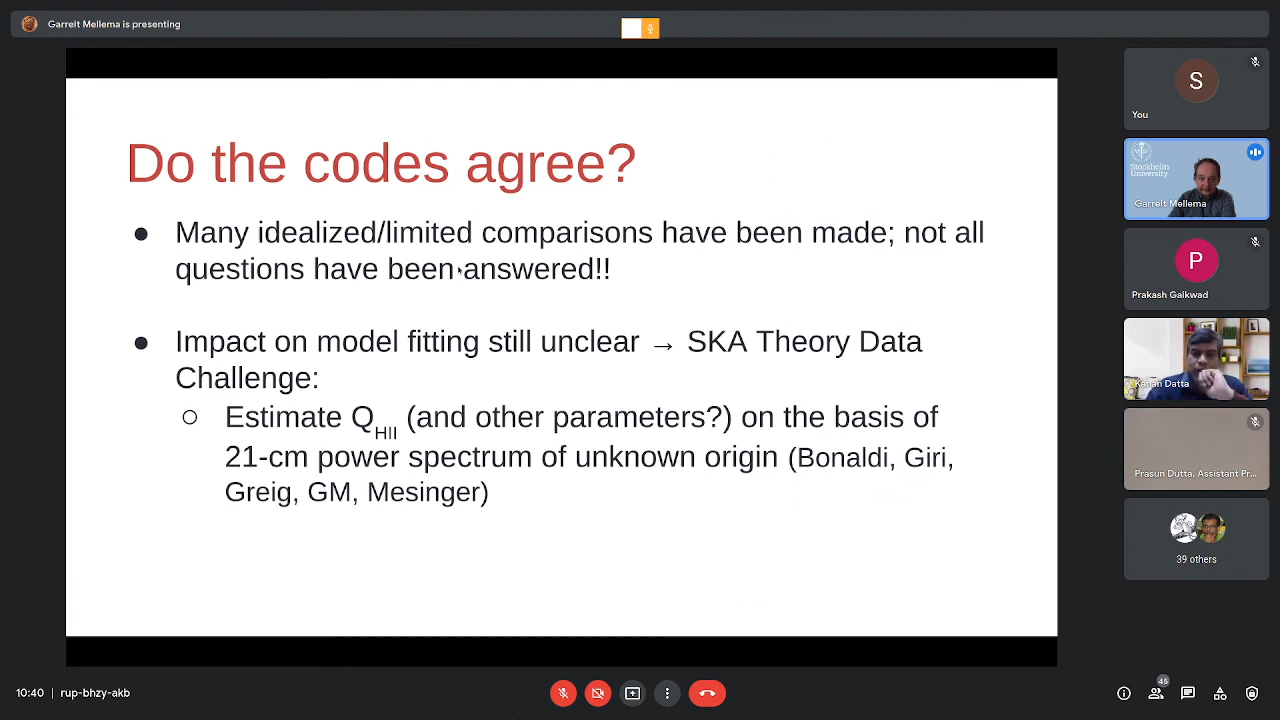 Garrelt Mellema is presenting
Do the codes agree?
● Many idealized/limited comparisons have been made; not all
questions have been answered!!
● Impact on model fitting still unclear → SKA Theory Data
Challenge:
○ Estimate QHII (and other parameters?) on the basis of
21-cm power spectrum of unknown origin (Bonaldi, Giri,
Greig, GM, Mesinger)
S
You
Stockholm
University
Garrelt Mellema
P
Prakash Gaikwad
Kanan Datta
Prasun Dutta, Assistant Pr...
39 others
10:40 | rup-bhzy-akb
45